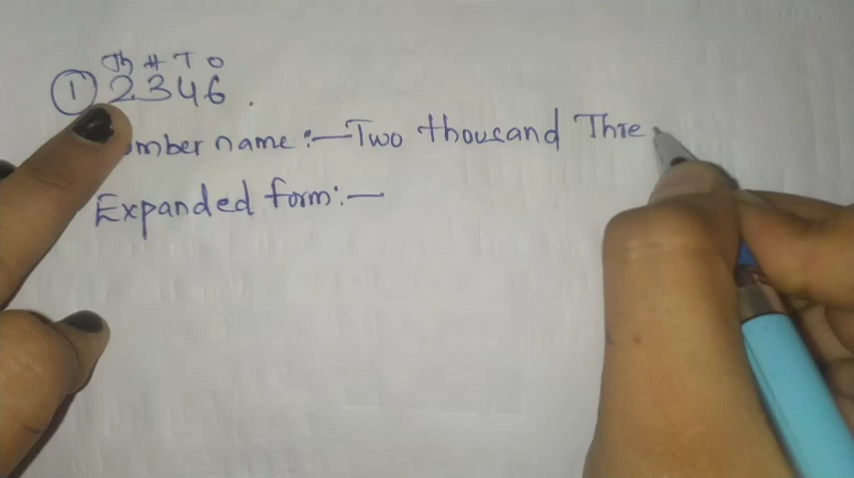 Th H T O
① 2346.
mber name:— Two thousand Thre
Expanded form:—